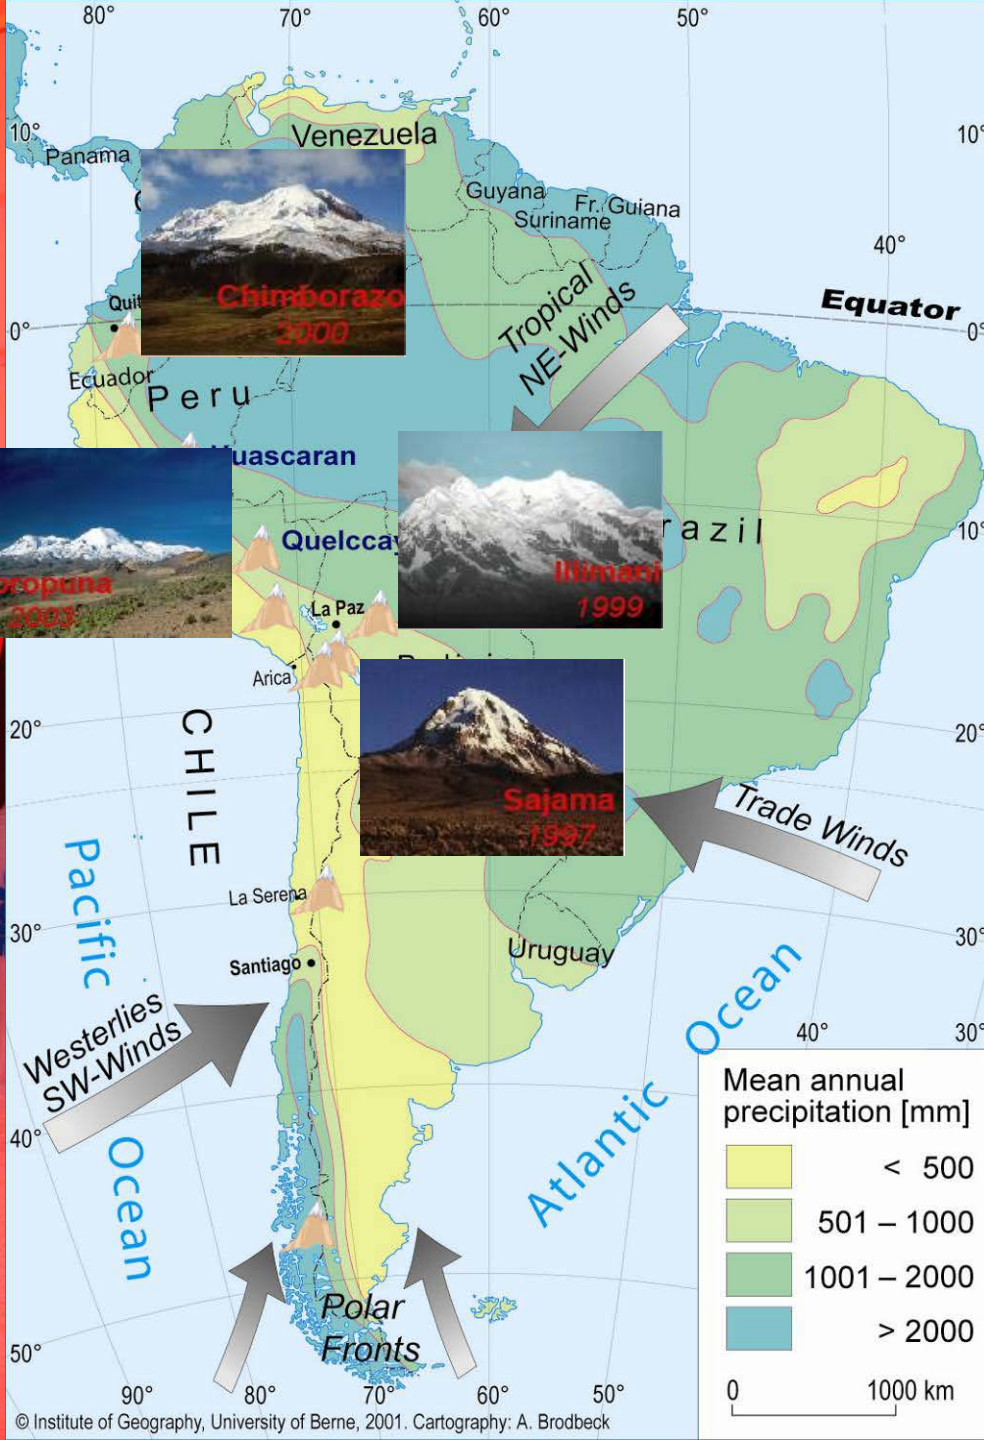 80° 70° 60° 50°
10° 10°
Venezuela
Panama
Guyana
Suriname
Fr. Guiana
40°
Chimborazo
2000
Tropical
NE-Winds
Equator
0° 0°
Ecuador
Peru
10°
Quelccay
Illimani
1999
2003
La Paz
Arica
CHILE
20° 20°
Sajama
1997
Trade Winds
Pacific
Ocean
La Serena
30° 30°
Santiago
Uruguay
Westerlies
SW-Winds
Atlantic Ocean
40° 30°
40°
Polar
Fronts
50°
90° 80° 70° 60° 50°
Mean annual
precipitation [mm]
< 500
501 – 1000
1001 – 2000
> 2000
0 1000 km
© Institute of Geography, University of Berne, 2001. Cartography: A. Brodbeck